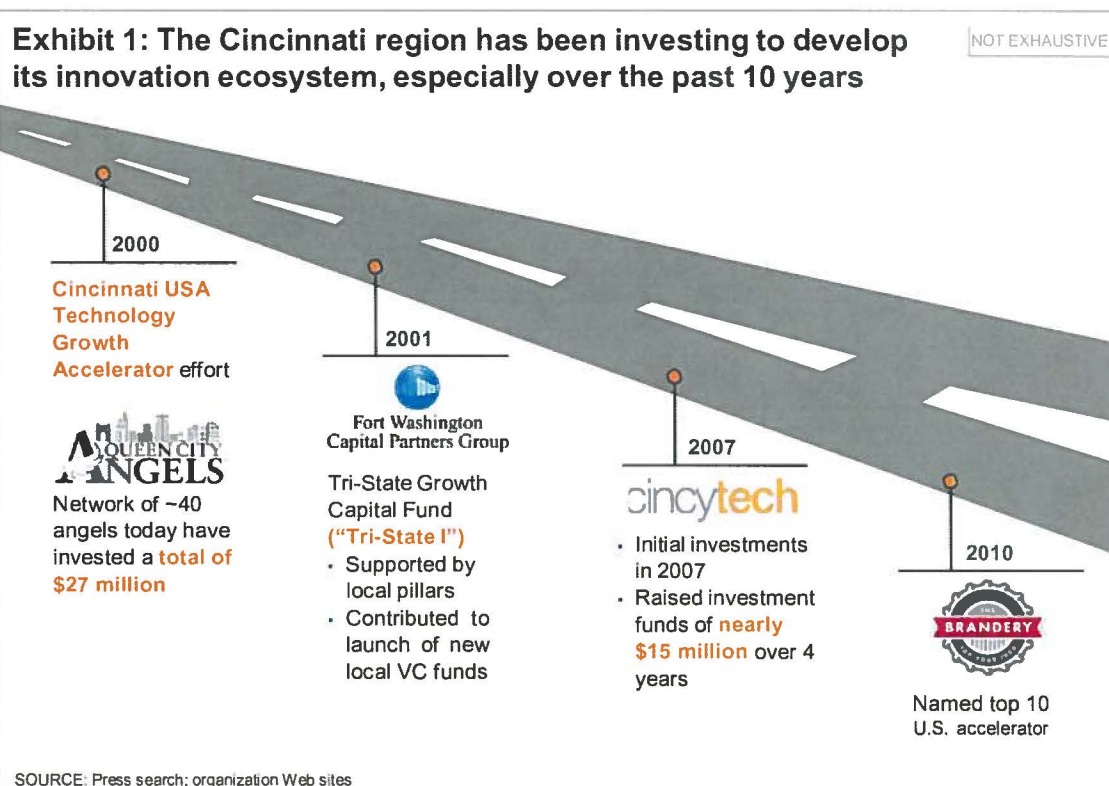 Exhibit 1: The Cincinnati region has been investing to develop
its innovation ecosystem, especially over the past 10 years
NOT EXHAUSTIVE
2000
Cincinnati USA
Technology
Growth
Accelerator effort
QUEEN CITY
ANGELS
Network of ~40
angels today have
invested a total of
$27 million
2001
Fort Washington
Capital Partners Group
Tri-State Growth
Capital Fund
("Tri-State I")
• Supported by
local pillars
• Contributed to
launch of new
local VC funds
2007
cincytech
• Initial investments
in 2007
• Raised investment
funds of nearly
$15 million over 4
years
2010
THE
BRANDERY
Named top 10
U.S. accelerator
SOURCE: Press search; organization Web sites